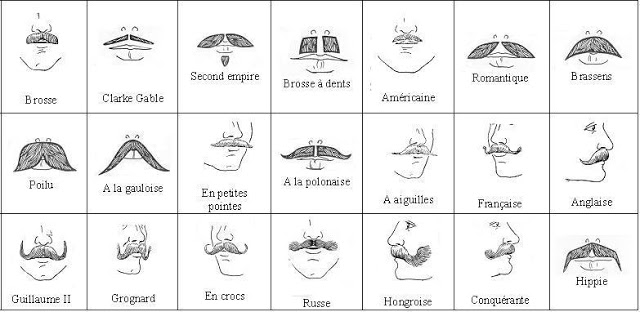 Brosse
Clarke Gable
Second empire
Brosse à dents
Américaine
Romantique
Brassens
Poilu
A la gauloise
En petites
pointes
A la polonaise
A aiguilles
Française
Anglaise
Guillaume II
Grognard
En crocs
Russe
Hongroise
Conquérante
Hippie